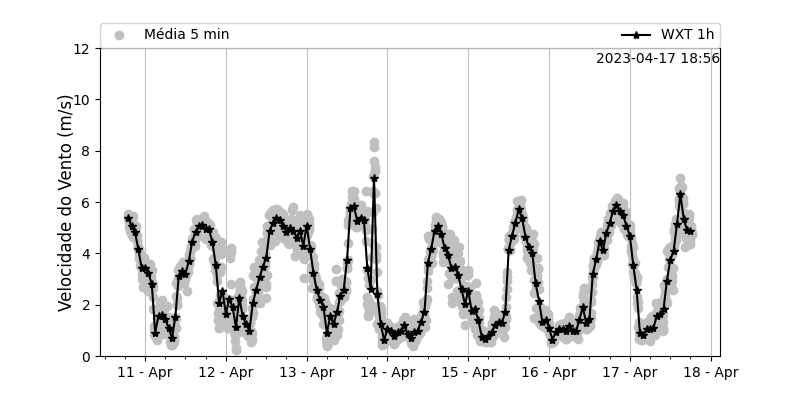 Média 5 min
WXT 1h
2023-04-17 18:56
Velocidade do Vento (m/s)
12
10
8
6
4
2
0
11 - Apr
12 - Apr
13 - Apr
14 - Apr
15 - Apr
16 - Apr
17 - Apr
18 - Apr